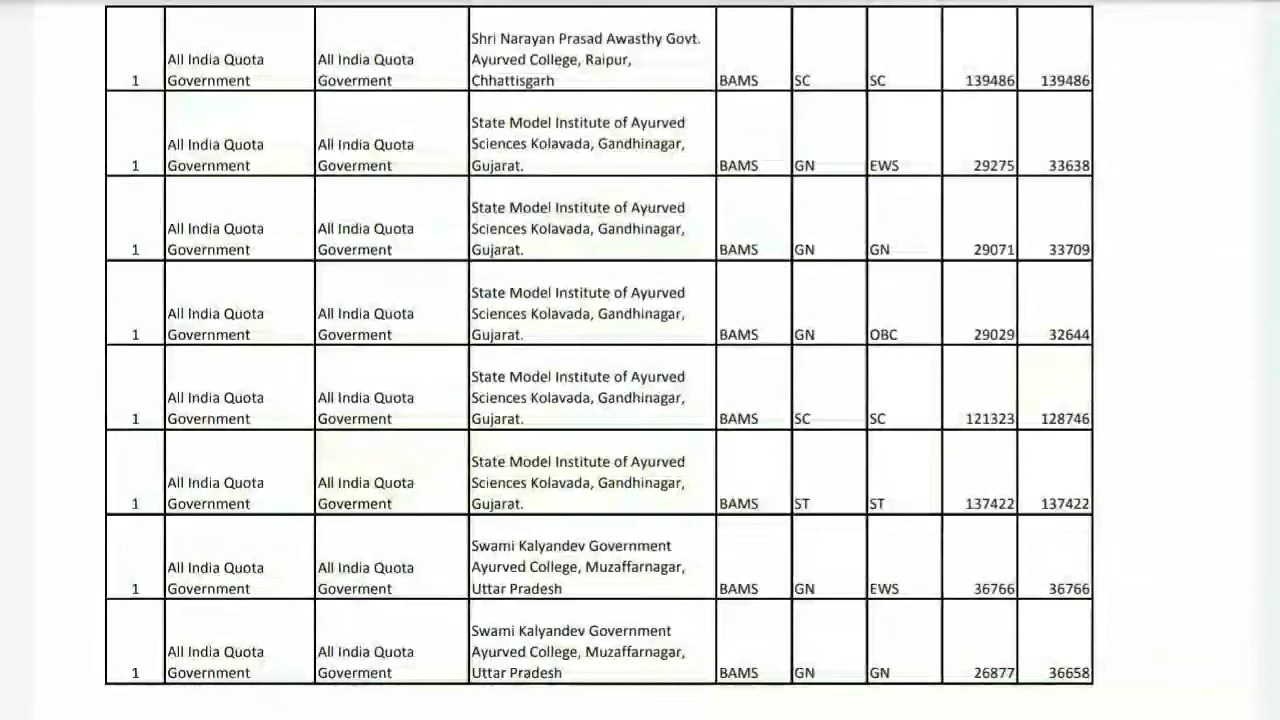 1 All India Quota Government All India Quota Goverment Shri Narayan Prasad Awasthy Govt. Ayurved College, Raipur, Chhattisgarh BAMS SC SC 139486 139486
1 All India Quota Government All India Quota Goverment State Model Institute of Ayurved Sciences Kolavada, Gandhinagar, Gujarat. BAMS GN EWS 29275 33638
1 All India Quota Government All India Quota Goverment State Model Institute of Ayurved Sciences Kolavada, Gandhinagar, Gujarat. BAMS GN GN 29071 33709
1 All India Quota Government All India Quota Goverment State Model Institute of Ayurved Sciences Kolavada, Gandhinagar, Gujarat. BAMS GN OBC 29029 32644
1 All India Quota Government All India Quota Goverment State Model Institute of Ayurved Sciences Kolavada, Gandhinagar, Gujarat. BAMS SC SC 121323 128746
1 All India Quota Government All India Quota Goverment State Model Institute of Ayurved Sciences Kolavada, Gandhinagar, Gujarat. BAMS ST ST 137422 137422
1 All India Quota Government All India Quota Goverment Swami Kalyandev Government Ayurved College, Muzaffarnagar, Uttar Pradesh BAMS GN EWS 36766 36766
1 All India Quota Government All India Quota Goverment Swami Kalyandev Government Ayurved College, Muzaffarnagar, Uttar Pradesh BAMS GN GN 26877 36658